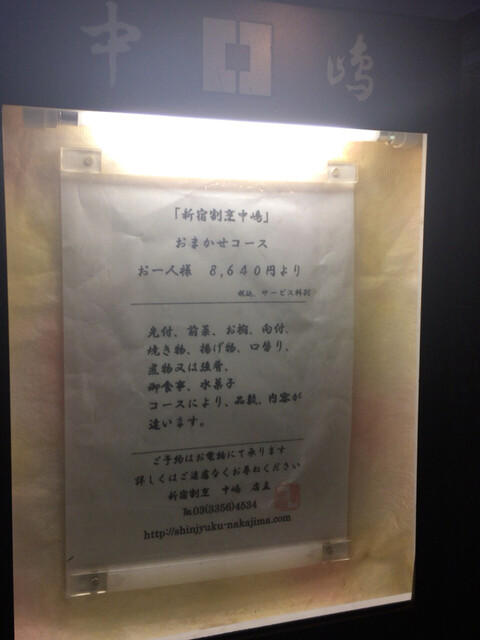 中 嶋
「新宿割烹中嶋」
おまかせコース
お一人様 8,640円より
税込、サービス料別
先付、前菜、お椀、向付、
焼き物、揚げ物、口替り、
煮物又は強肴、
御食事、水菓子
コースにより、品数、内容が
違います。
ご予約はお電話にて承ります
詳しくはご遠慮なくお尋ねください
新宿割烹 中嶋 店主
℡03(3356)4534
http://shinjyuku-nakajima.com